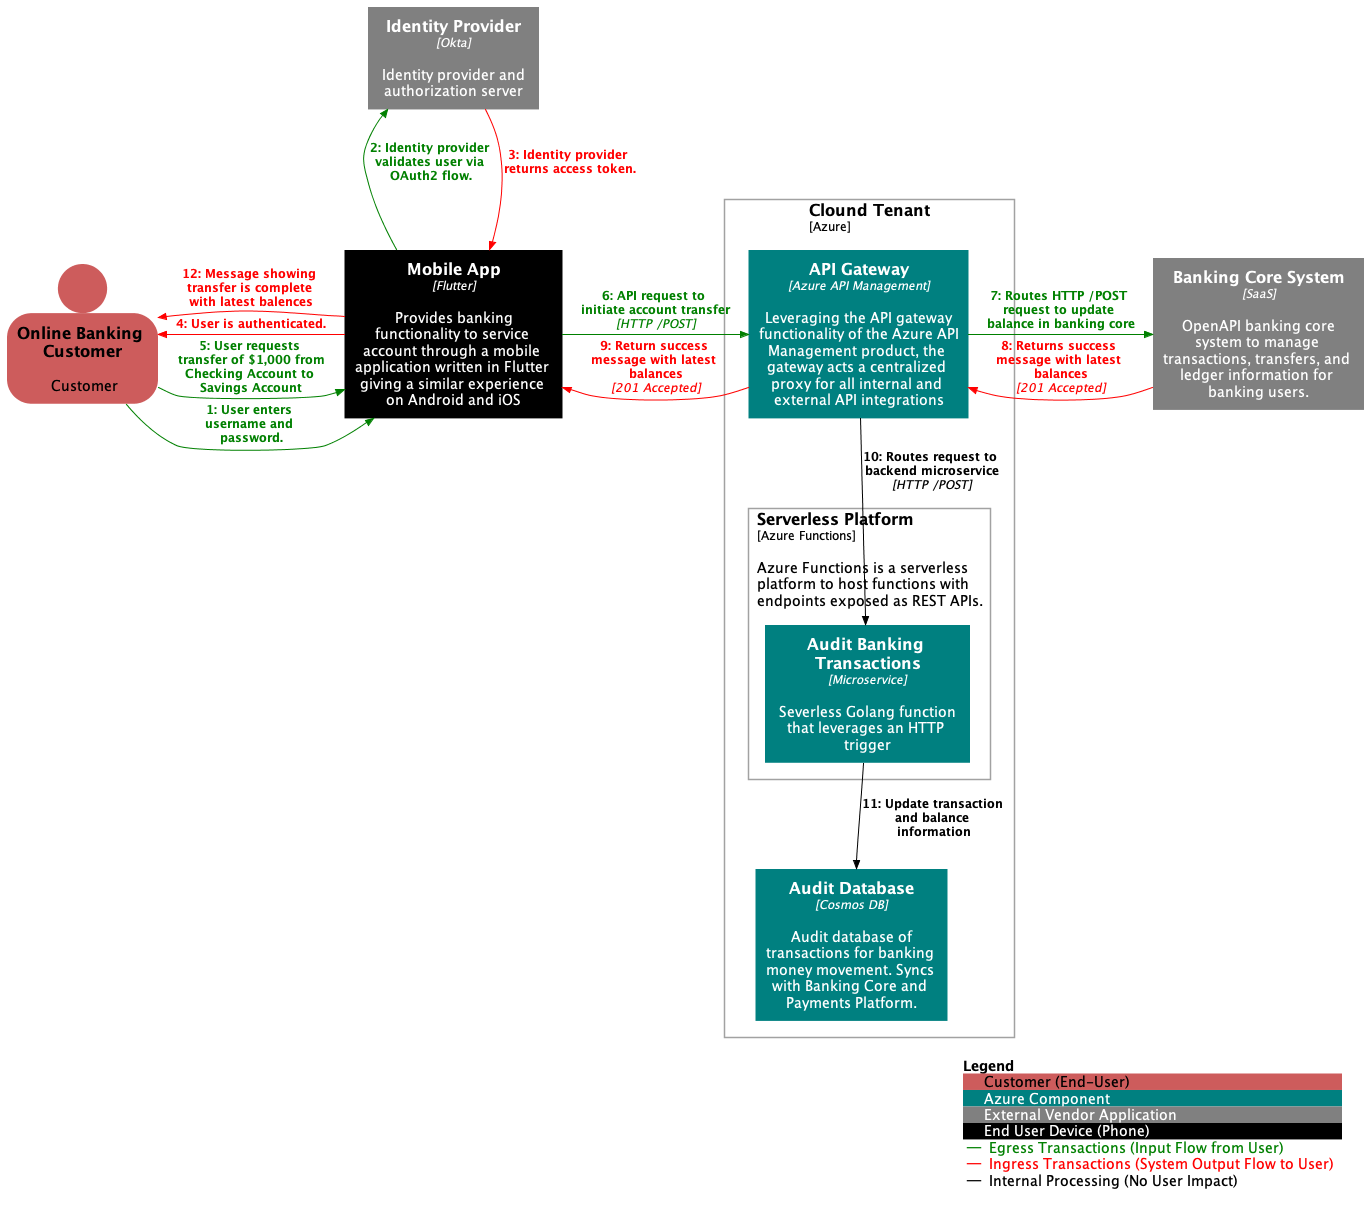 Identity Provider
[Okta]
Identity provider and
authorization server
2: Identity provider
validates user via
OAuth2 flow.
3: Identity provider
returns access token.
Clound Tenant
[Azure]
Online Banking
Customer
Customer
12: Message showing
transfer is complete
with latest balences
4: User is authenticated.
5: User requests
transfer of $1,000 from
Checking Account to
Savings Account
1: User enters
username and
password.
Mobile App
[Flutter]
Provides banking
functionality to service
account through a mobile
application written in Flutter
giving a similar experience
on Android and iOS
6: API request to
initiate account transfer
[HTTP /POST]
9: Return success
message with latest
balances
[201 Accepted]
API Gateway
[Azure API Management]
Leveraging the API gateway
functionality of the Azure API
Management product, the
gateway acts a centralized
proxy for all internal and
external API integrations
7: Routes HTTP /POST
request to update
balance in banking core
8: Returns success
message with latest
balances
[201 Accepted]
Banking Core System
[SaaS]
OpenAPI banking core
system to manage
transactions, transfers, and
ledger information for
banking users.
10: Routes request to
backend microservice
[HTTP /POST]
Serverless Platform
[Azure Functions]
Azure Functions is a serverless
platform to host functions with
endpoints exposed as REST APIs.
Audit Banking
Transactions
[Microservice]
Severless Golang function
that leverages an HTTP
trigger
11: Update transaction
and balance
information
Audit Database
[Cosmos DB]
Audit database of
transactions for banking
money movement. Syncs
with Banking Core and
Payments Platform.
Legend
Customer (End-User)
Azure Component
External Vendor Application
End User Device (Phone)
— Egress Transactions (Input Flow from User)
— Ingress Transactions (System Output Flow to User)
— Internal Processing (No User Impact)